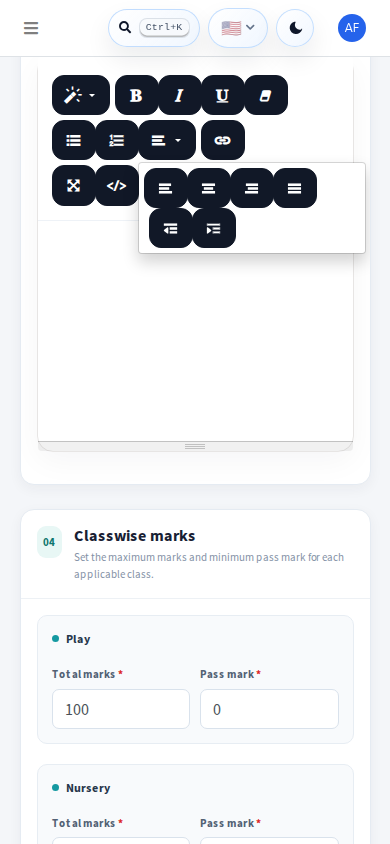 Ctrl+K
AF
B I U
</>
04 Classwise marks
Set the maximum marks and minimum pass mark for each
applicable class.
Play
Total marks * Pass mark *
100 0
Nursery
Total marks * Pass mark *